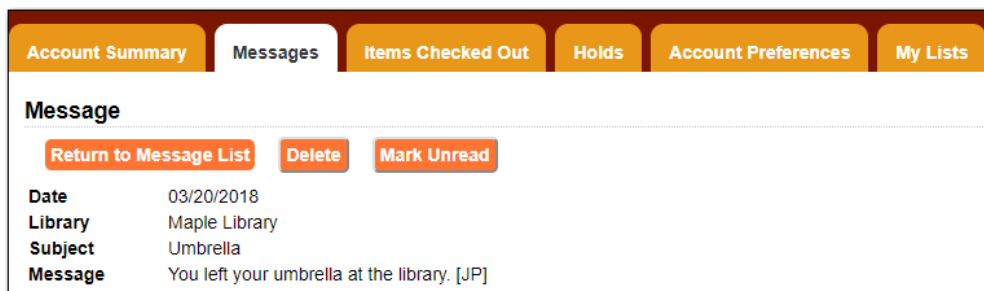 Account Summary Messages Items Checked Out Holds Account Preferences My Lists
Message
Return to Message List Delete Mark Unread
Date 03/20/2018
Library Maple Library
Subject Umbrella
Message You left your umbrella at the library. [JP]